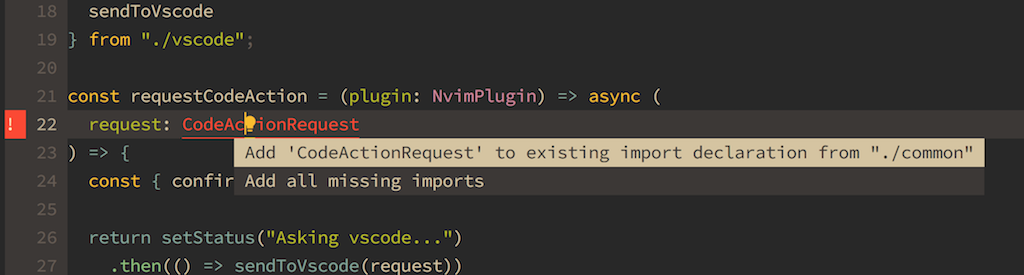 18 sendToVscode
19 } from "./vscode";
20
21 const requestCodeAction = (plugin: NvimPlugin) => async (
! 22 request: CodeActionRequest
23 ) => {
Add 'CodeActionRequest' to existing import declaration from "./common"
24 const { confir
Add all missing imports
25
26 return setStatus("Asking vscode...")
27 .then(() => sendToVscode(request))